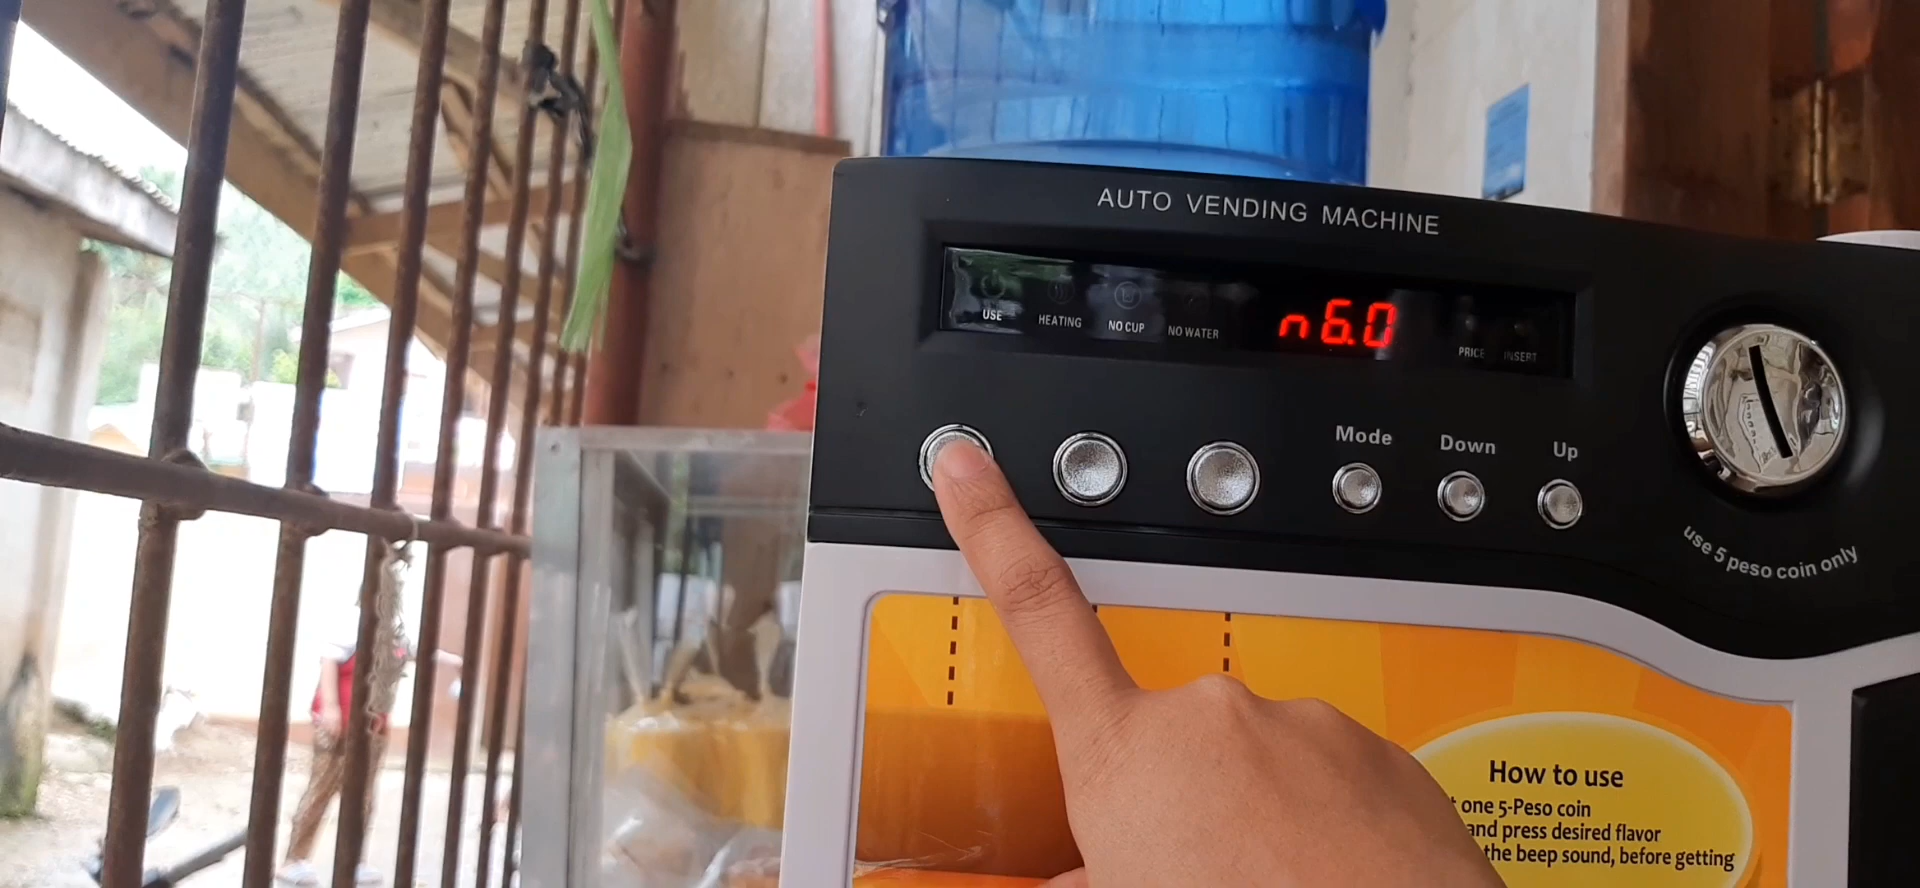 AUTO VENDING MACHINE
USE HEATING NO CUP NO WATER n6.0 PRICE INSERT
Mode Down Up
use 5 peso coin only
How to use
one 5-Peso coin
and press desired flavor
the beep sound, before getting